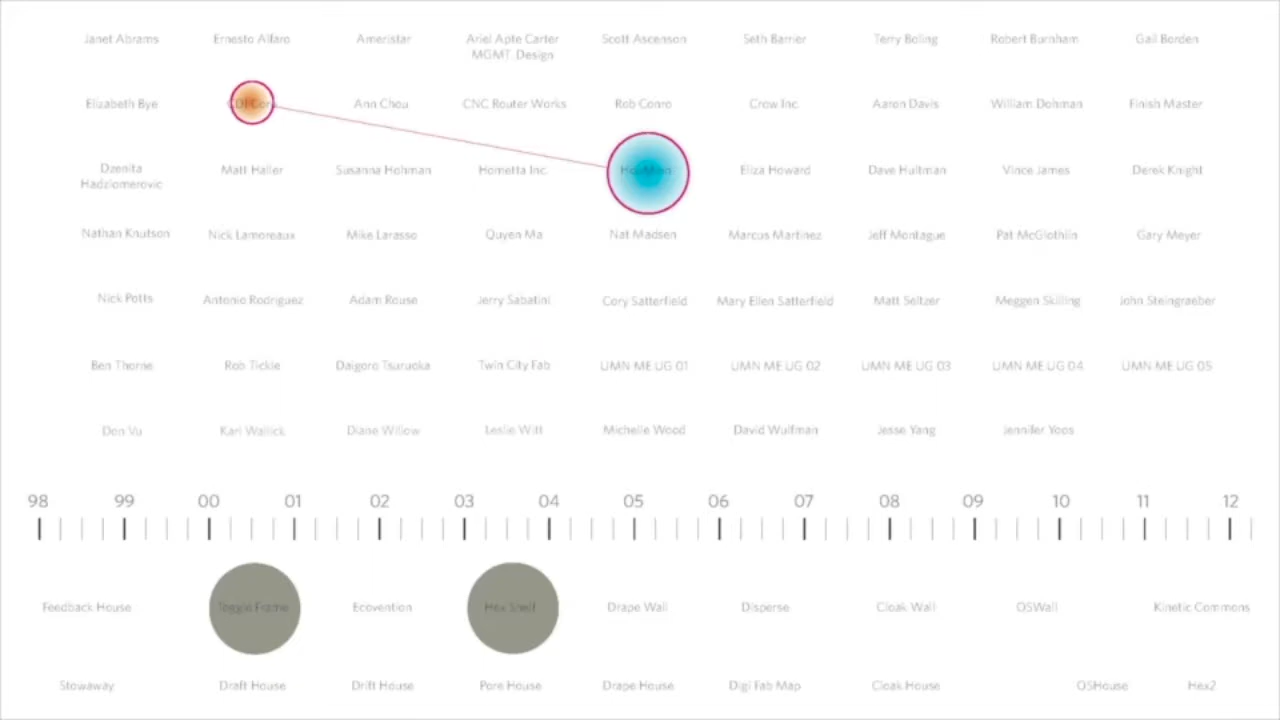 Janet Abrams
Ernesto Alfaro
Ameristar
Ariel Apte Carter
MGMT. Design
Scott Ascenson
Seth Barrier
Terry Boling
Robert Burnham
Gail Borden
Elizabeth Bye
Ann Chou
CNC Router Works
Rob Conro
Crow Inc.
Aaron Davis
William Dohman
Finish Master
Dzenita
Hadziomerovic
Matt Haller
Susanna Hohman
Hometta Inc.
Eliza Howard
Dave Hultman
Vince James
Derek Knight
Nathan Knutson
Nick Lamoreaux
Mike Larasso
Quyen Ma
Nat Madsen
Marcus Martinez
Jeff Montague
Pat McGlothlin
Gary Meyer
Nick Potts
Antonio Rodriguez
Adam Rouse
Jerry Sabatini
Cory Satterfield
Mary Ellen Satterfield
Matt Seltzer
Meggen Skilling
John Steingraeber
Ben Thorne
Rob Tickle
Daigoro Tsuruoka
Twin City Fab
UMN ME UG 01
UMN ME UG 02
UMN ME UG 03
UMN ME UG 04
UMN ME UG 05
Don Vu
Karl Wallick
Diane Willow
Leslie Witt
Michelle Wood
David Wulfman
Jesse Yang
Jennifer Yoos
98 99 00 01 02 03 04 05 06 07 08 09 10 11 12
Feedback House
Toggle Frame
Ecovention
Hex Shelf
Drape Wall
Disperse
Cloak Wall
OSWall
Kinetic Commons
Stowaway
Draft House
Drift House
Pore House
Drape House
Digi Fab Map
Cloak House
OSHouse
Hex2